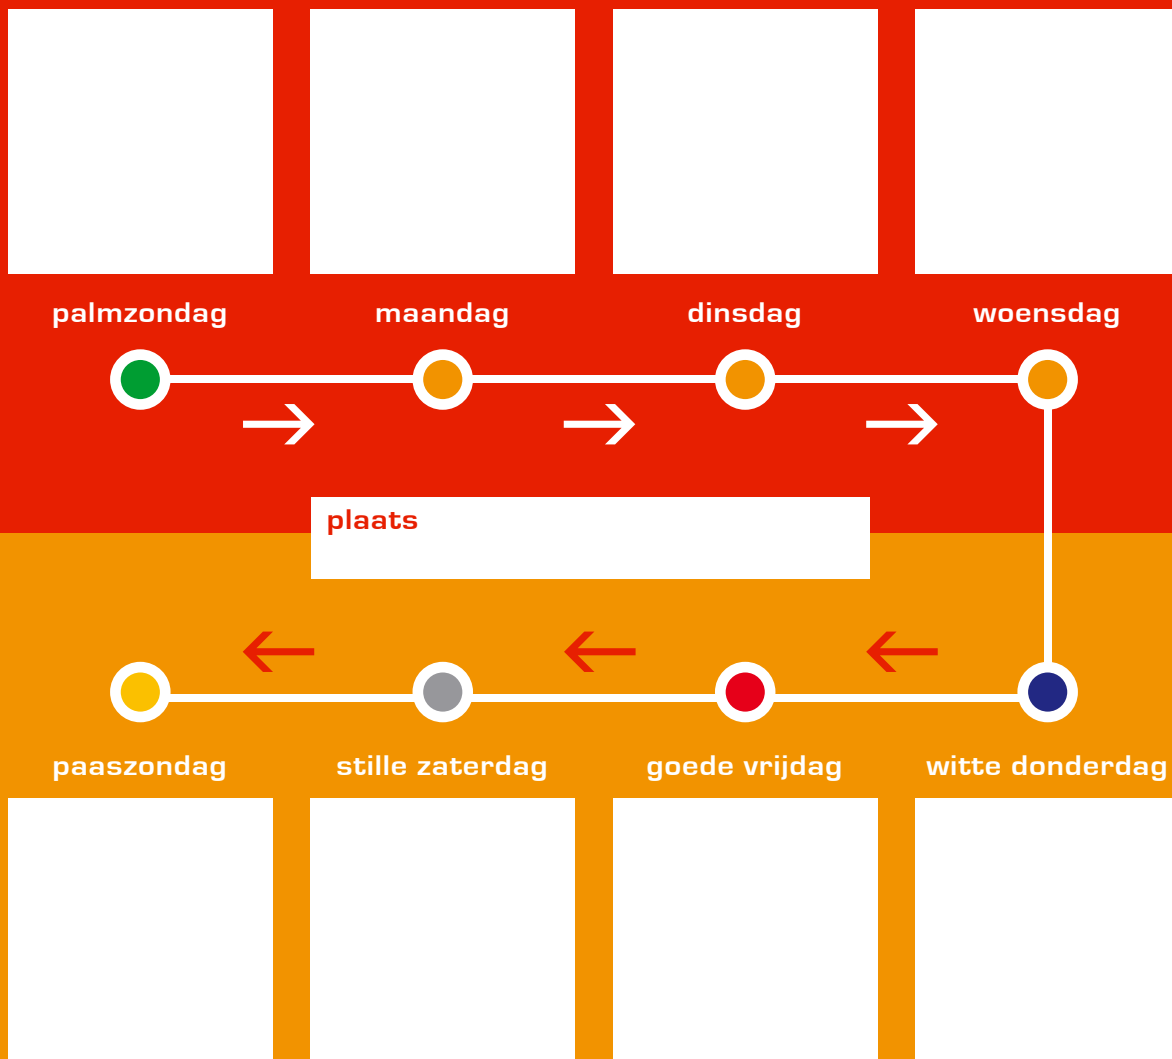 palmzondag
maandag
dinsdag
woensdag
plaats
paaszondag
stille zaterdag
goede vrijdag
witte donderdag